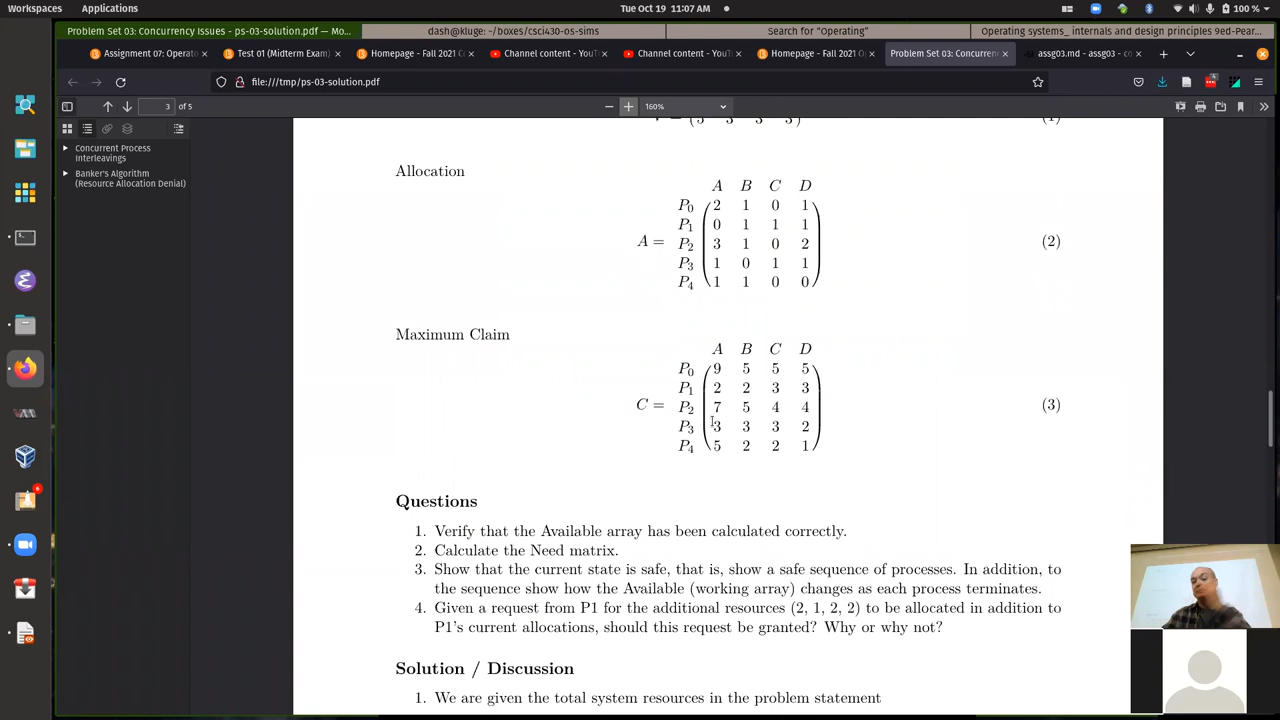 Workspaces Applications Tue Oct 19 11:07 AM 100 %
Problem Set 03: Concurrency Issues - ps-03-solution.pdf — Mo... dash@kluge: ~/boxes/csci430-os-sims Search for "Operating" Operating systems_ internals and design principles 9ed-Pear...
Assignment 07: Operato Test 01 (Midterm Exam) Homepage - Fall 2021 C Channel content - YouT Channel content - YouT Homepage - Fall 2021 O Problem Set 03: Concurren assg03.md - assg03 - co
file:///tmp/ps-03-solution.pdf
3 of 5 160%
Concurrent Process
Interleavings
Banker's Algorithm
(Resource Allocation Denial)
(5 3 3 3) (1)
Allocation
A B C D
P0 2 1 0 1
P1 0 1 1 1
A = P2 3 1 0 2 (2)
P3 1 0 1 1
P4 1 1 0 0
Maximum Claim
A B C D
P0 9 5 5 5
P1 2 2 3 3
C = P2 7 5 4 4 (3)
P3 3 3 3 2
P4 5 2 2 1
Questions
1. Verify that the Available array has been calculated correctly.
2. Calculate the Need matrix.
3. Show that the current state is safe, that is, show a safe sequence of processes. In addition, to
the sequence show how the Available (working array) changes as each process terminates.
4. Given a request from P1 for the additional resources (2, 1, 2, 2) to be allocated in addition to
P1's current allocations, should this request be granted? Why or why not?
Solution / Discussion
1. We are given the total system resources in the problem statement